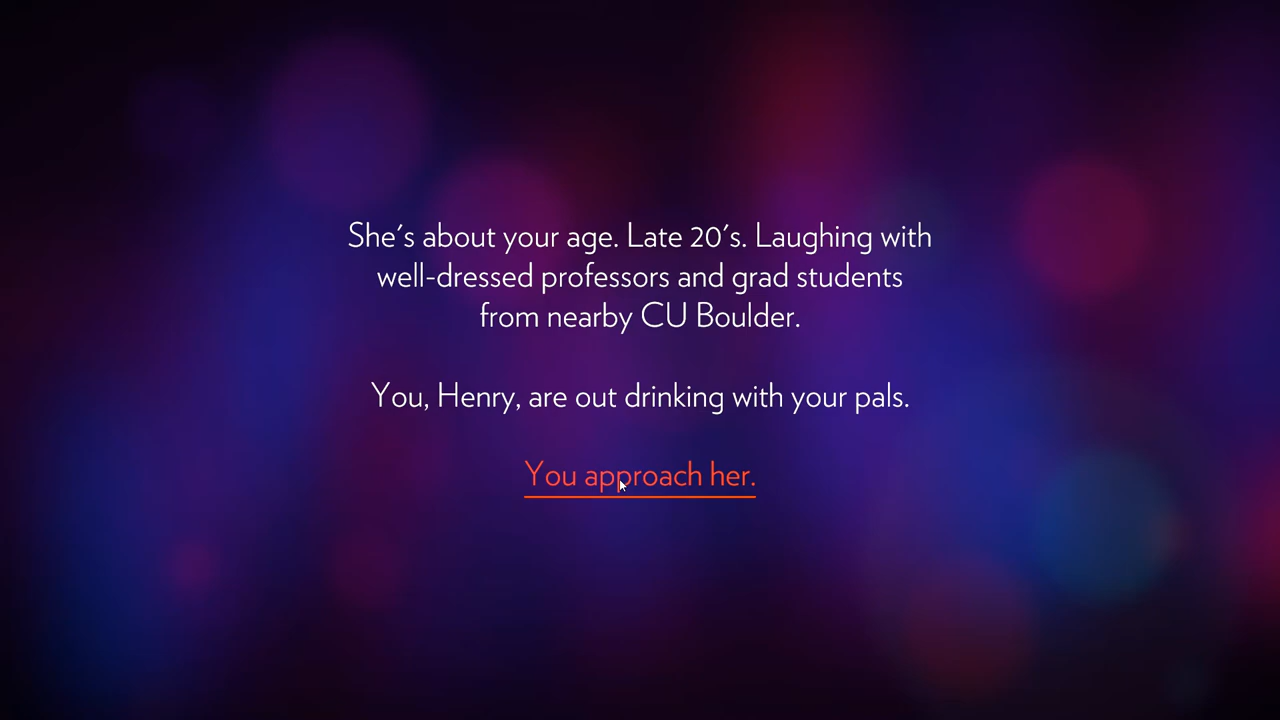 She's about your age. Late 20's. Laughing with
well-dressed professors and grad students
from nearby CU Boulder.
You, Henry, are out drinking with your pals.
You approach her.